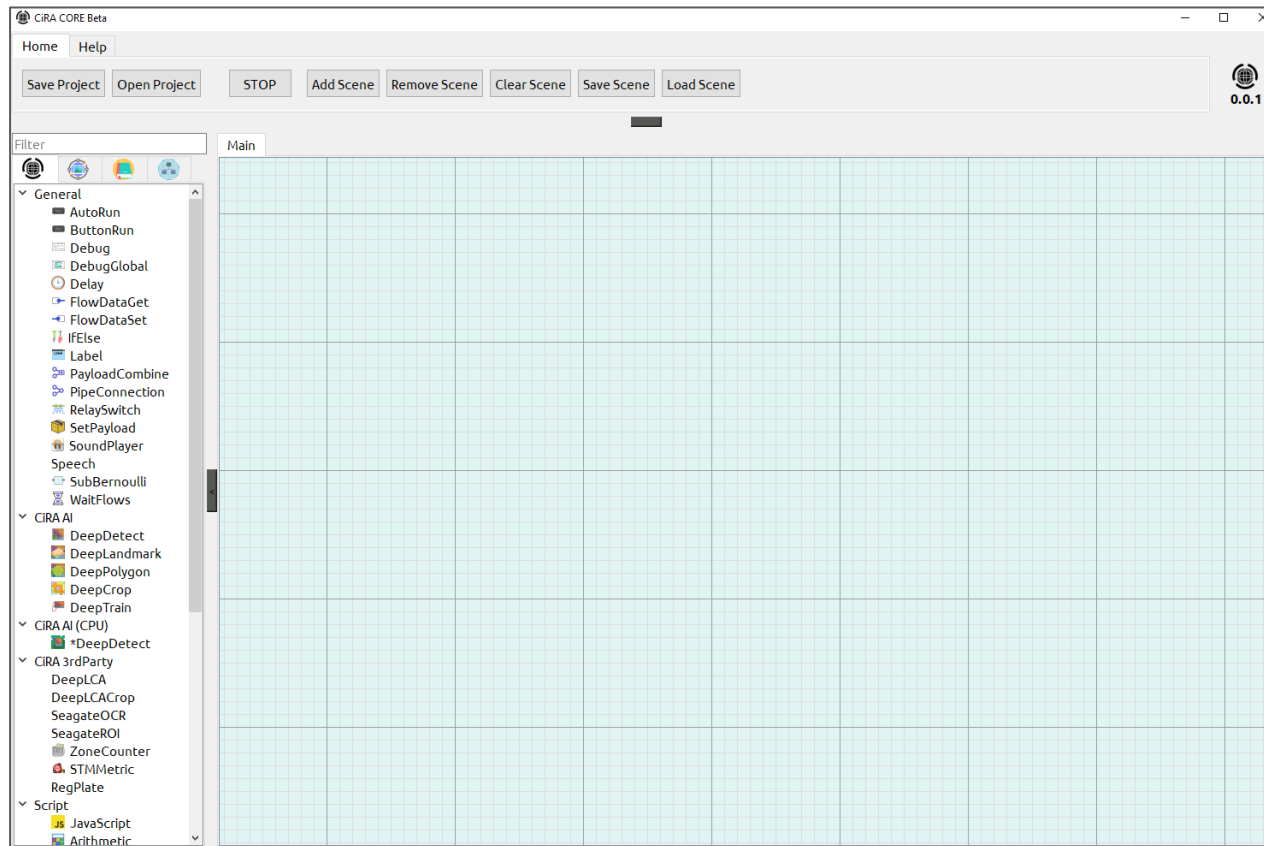 CiRA CORE Beta
Home Help
Save Project Open Project STOP Add Scene Remove Scene Clear Scene Save Scene Load Scene
0.0.1
Filter
Main
General
AutoRun
ButtonRun
Debug
DebugGlobal
Delay
FlowDataGet
FlowDataSet
IfElse
Label
PayloadCombine
PipeConnection
RelaySwitch
SetPayload
SoundPlayer
Speech
SubBernoulli
WaitFlows
CiRA AI
DeepDetect
DeepLandmark
DeepPolygon
DeepCrop
DeepTrain
CiRA AI (CPU)
*DeepDetect
CiRA 3rdParty
DeepLCA
DeepLCACrop
SeagateOCR
SeagateROI
ZoneCounter
STMMetric
RegPlate
Script
JS JavaScript
Arithmetic
<